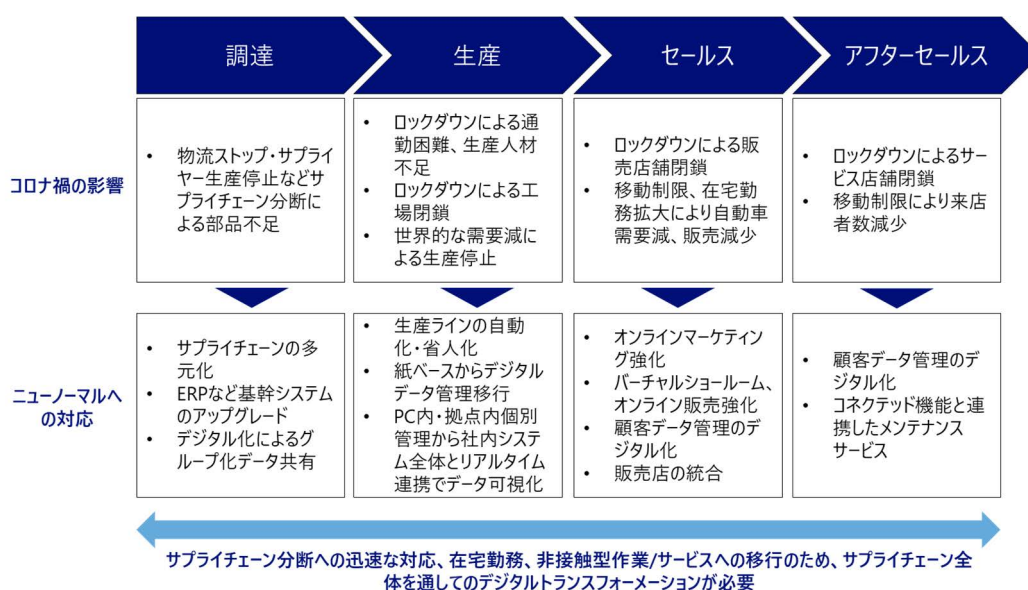 調達
生産
セールス
アフターセールス
コロナ禍の影響
• 物流ストップ・サプライ
ヤー生産停止などサ
プライチェーン分断によ
る部品不足
• ロックダウンによる通
勤困難、生産人材
不足
• ロックダウンによる工
場閉鎖
• 世界的な需要減に
よる生産停止
• ロックダウンによる販
売店舗閉鎖
• 移動制限、在宅勤
務拡大により自動車
需要減、販売減少
• ロックダウンによるサー
ビス店舗閉鎖
• 移動制限により来店
者数減少
ニューノーマルへ
の対応
• サプライチェーンの多
元化
• ERPなど基幹システム
のアップグレード
• デジタル化によるグ
ループ化データ共有
• 生産ラインの自動
化・省人化
• 紙ベースからデジタル
データ管理移行
• PC内・拠点内個別
管理から社内システ
ム全体とリアルタイム
連携でデータ可視化
• オンラインマーケティン
グ強化
• バーチャルショールーム、
オンライン販売強化
• 顧客データ管理のデ
ジタル化
• 販売店の統合
• 顧客データ管理のデ
ジタル化
• コネクテッド機能と連
携したメンテナンス
サービス
サプライチェーン分断への迅速な対応、在宅勤務、非接触型作業/サービスへの移行のため、サプライチェーン全
体を通してのデジタルトランスフォーメーションが必要